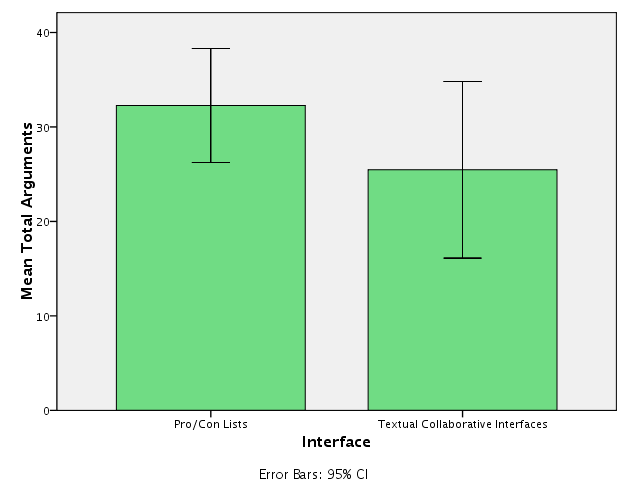 Mean Total Arguments
40
30
20
10
0
Pro/Con Lists
Textual Collaborative Interfaces
Interface
Error Bars: 95% CI